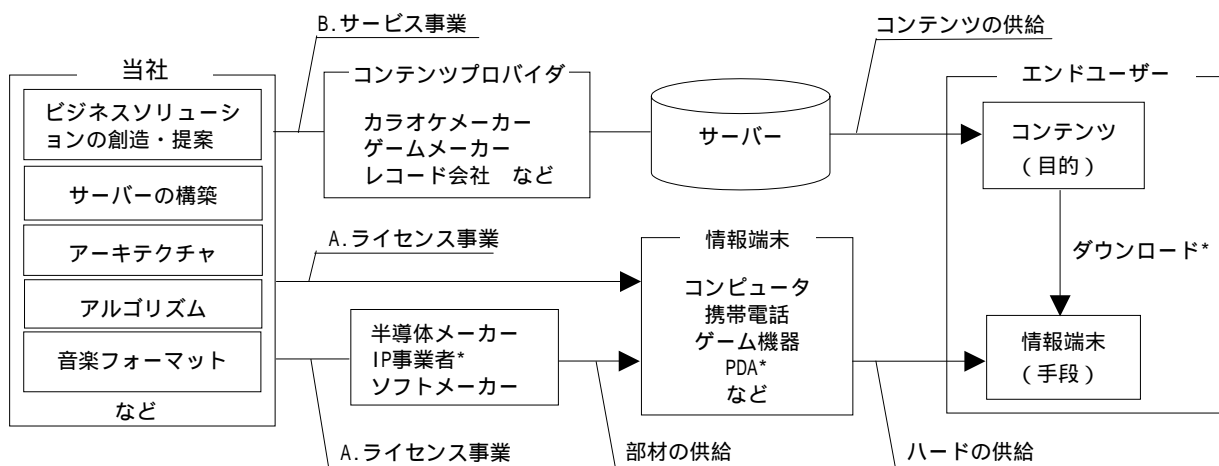 B.サービス事業
コンテンツの供給
当社
ビジネスソリューシ
ョンの創造・提案
サーバーの構築
アーキテクチャ
アルゴリズム
音楽フォーマット
など
コンテンツプロバイダ
カラオケメーカー
ゲームメーカー
レコード会社 など
サーバー
エンドユーザー
コンテンツ
(目的)
ダウンロード*
情報端末
(手段)
A.ライセンス事業
情報端末
コンピュータ
携帯電話
ゲーム機器
PDA*
など
半導体メーカー
IP事業者*
ソフトメーカー
A.ライセンス事業
部材の供給
ハードの供給